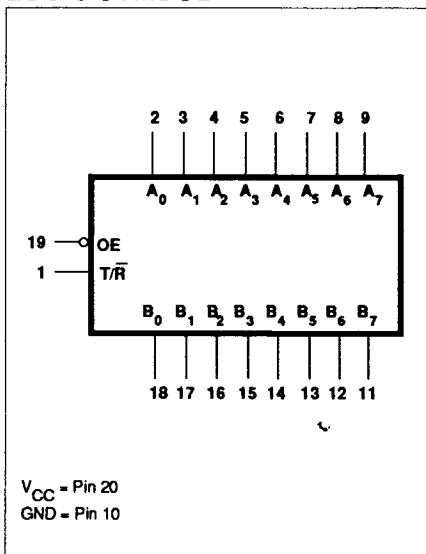 2 3 4 5 6 7 8 9
A0 A1 A2 A3 A4 A5 A6 A7
19 OE
1 T/R̅
B0 B1 B2 B3 B4 B5 B6 B7
18 17 16 15 14 13 12 11
VCC = Pin 20
GND = Pin 10